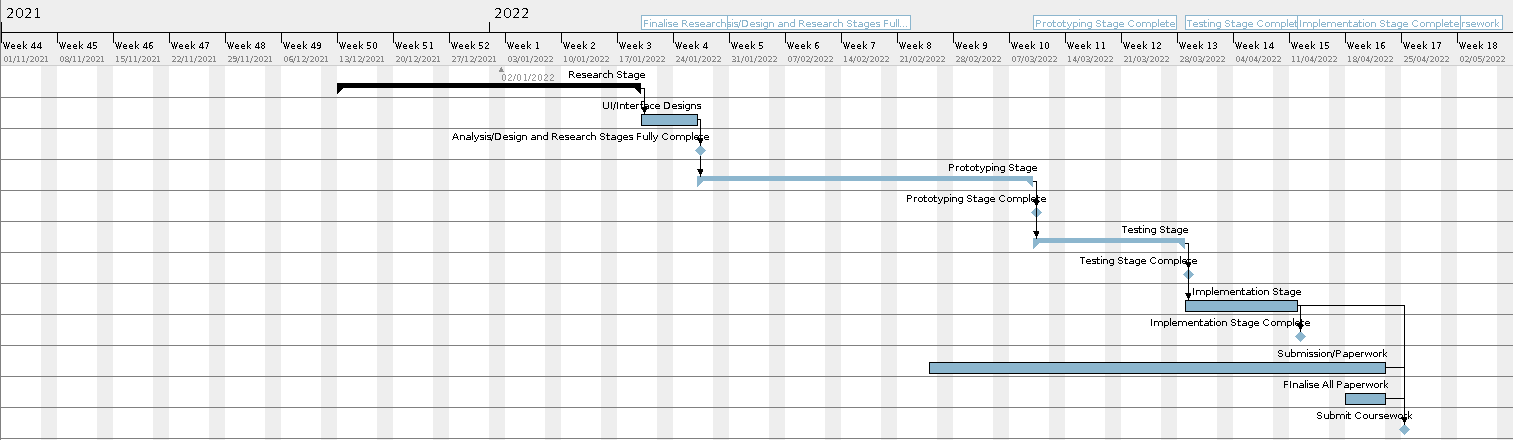 2021
2022
Finalise Research
sis/Design and Research Stages Full...
Prototyping Stage Complete
Testing Stage Complet
Implementation Stage Complete
rsework
Week 44 Week 45 Week 46 Week 47 Week 48 Week 49 Week 50 Week 51 Week 52 Week 1 Week 2 Week 3 Week 4 Week 5 Week 6 Week 7 Week 8 Week 9 Week 10 Week 11 Week 12 Week 13 Week 14 Week 15 Week 16 Week 17 Week 18
01/11/2021 08/11/2021 15/11/2021 22/11/2021 29/11/2021 06/12/2021 13/12/2021 20/12/2021 27/12/2021 03/01/2022 10/01/2022 17/01/2022 24/01/2022 31/01/2022 07/02/2022 14/02/2022 21/02/2022 28/02/2022 07/03/2022 14/03/2022 21/03/2022 28/03/2022 04/04/2022 11/04/2022 18/04/2022 25/04/2022 02/05/2022
02/01/2022
Research Stage
UI/Interface Designs
Analysis/Design and Research Stages Fully Complete
Prototyping Stage
Prototyping Stage Complete
Testing Stage
Testing Stage Complete
Implementation Stage
Implementation Stage Complete
Submission/Paperwork
FInalise All Paperwork
Submit Coursework